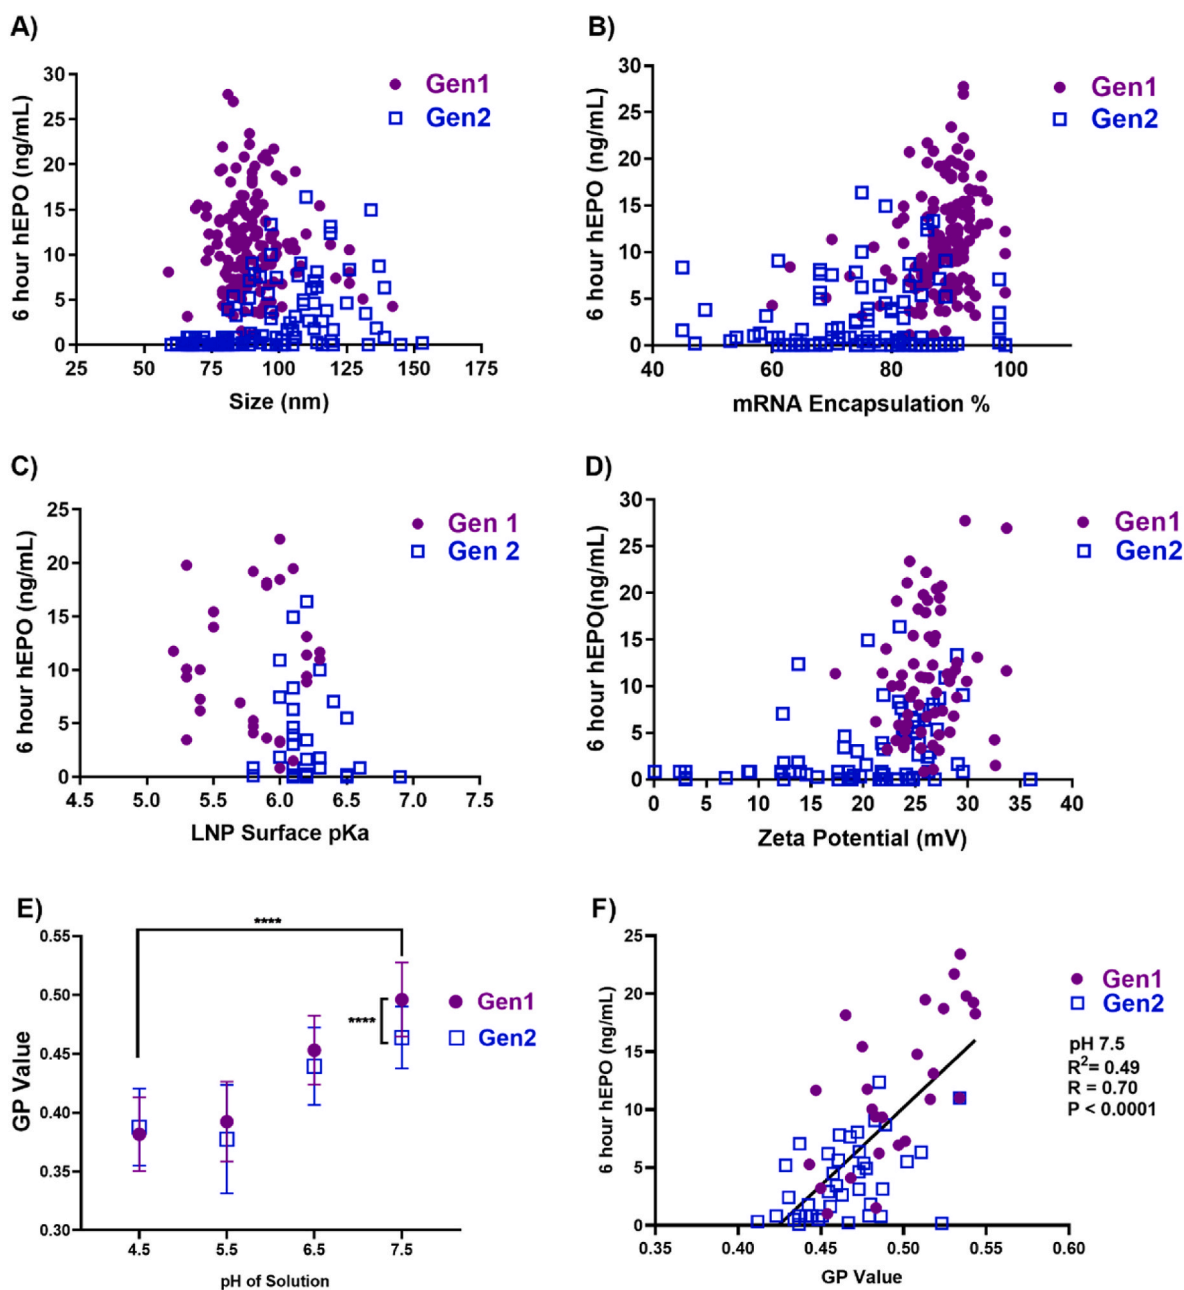 A)
6 hour hEPO (ng/mL)
30
25
20
15
10
5
0
25
50
75
100
125
150
175
Size (nm)
Gen1
Gen2
B)
6 hour hEPO (ng/mL)
30
25
20
15
10
5
0
40
60
80
100
mRNA Encapsulation %
Gen1
Gen2
C)
6 hour hEPO (ng/mL)
25
20
15
10
5
0
4.5
5.0
5.5
6.0
6.5
7.0
7.5
LNP Surface pKa
Gen 1
Gen 2
D)
6 hour hEPO(ng/mL)
30
25
20
15
10
5
0
0
5
10
15
20
25
30
35
40
Zeta Potential (mV)
Gen1
Gen2
E)
GP Value
0.55
0.50
0.45
0.40
0.35
0.30
4.5
5.5
6.5
7.5
pH of Solution
****
****
Gen1
Gen2
F)
6 hour hEPO (ng/mL)
25
20
15
10
5
0
0.35
0.40
0.45
0.50
0.55
0.60
GP Value
Gen1
Gen2
pH 7.5
R²= 0.49
R = 0.70
P < 0.0001